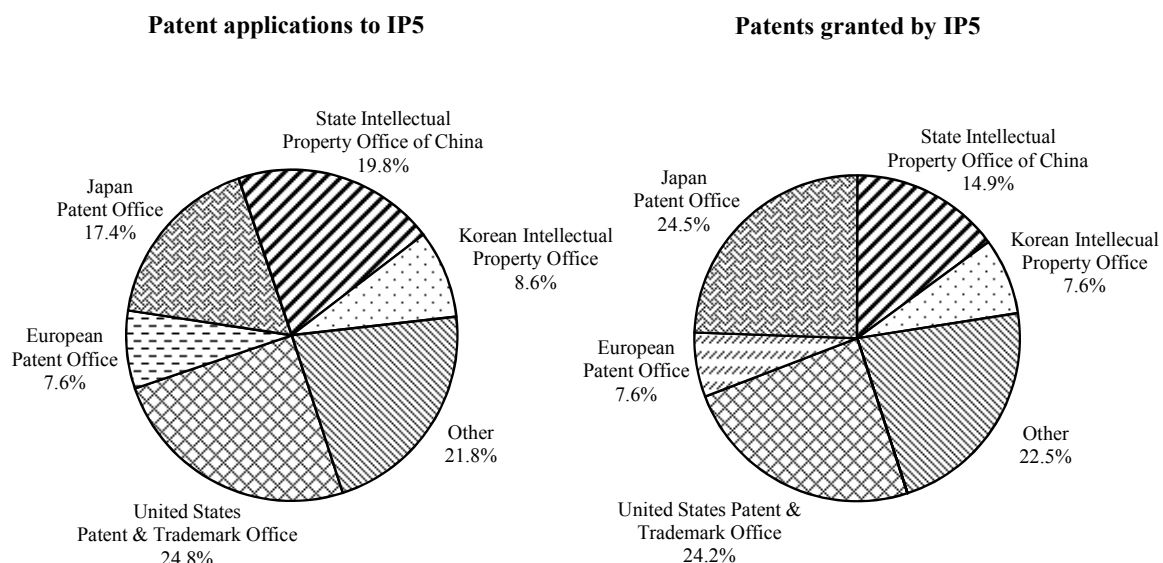 Patent applications to IP5
State Intellectual
Property Office of China
19.8%
Japan
Patent Office
17.4%
Korean Intellectual
Property Office
8.6%
European
Patent Office
7.6%
Other
21.8%
United States
Patent & Trademark Office
24.8%
Patents granted by IP5
State Intellectual
Property Office of China
14.9%
Japan
Patent Office
24.5%
Korean Intellecual
Property Office
7.6%
European
Patent Office
7.6%
Other
22.5%
United States Patent &
Trademark Office
24.2%